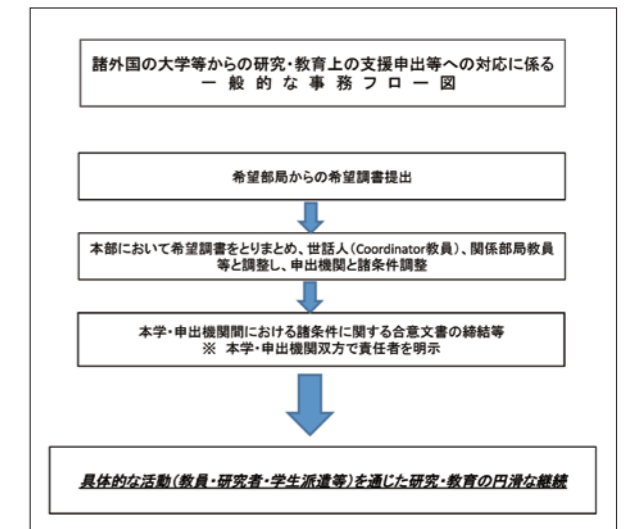 諸外国の大学等からの研究・教育上の支援申出等への対応に係る
一般的な事務フロー図
希望部局からの希望調書提出
本部において希望調書をとりまとめ、世話人(Coordinator教員)、関係部局教員
等と調整し、申出機関と諸条件調整
本学・申出機関間における諸条件に関する合意文書の締結等
※ 本学・申出機関双方で責任者を明示
具体的な活動(教員・研究者・学生派遣等)を通じた研究・教育の円滑な継続